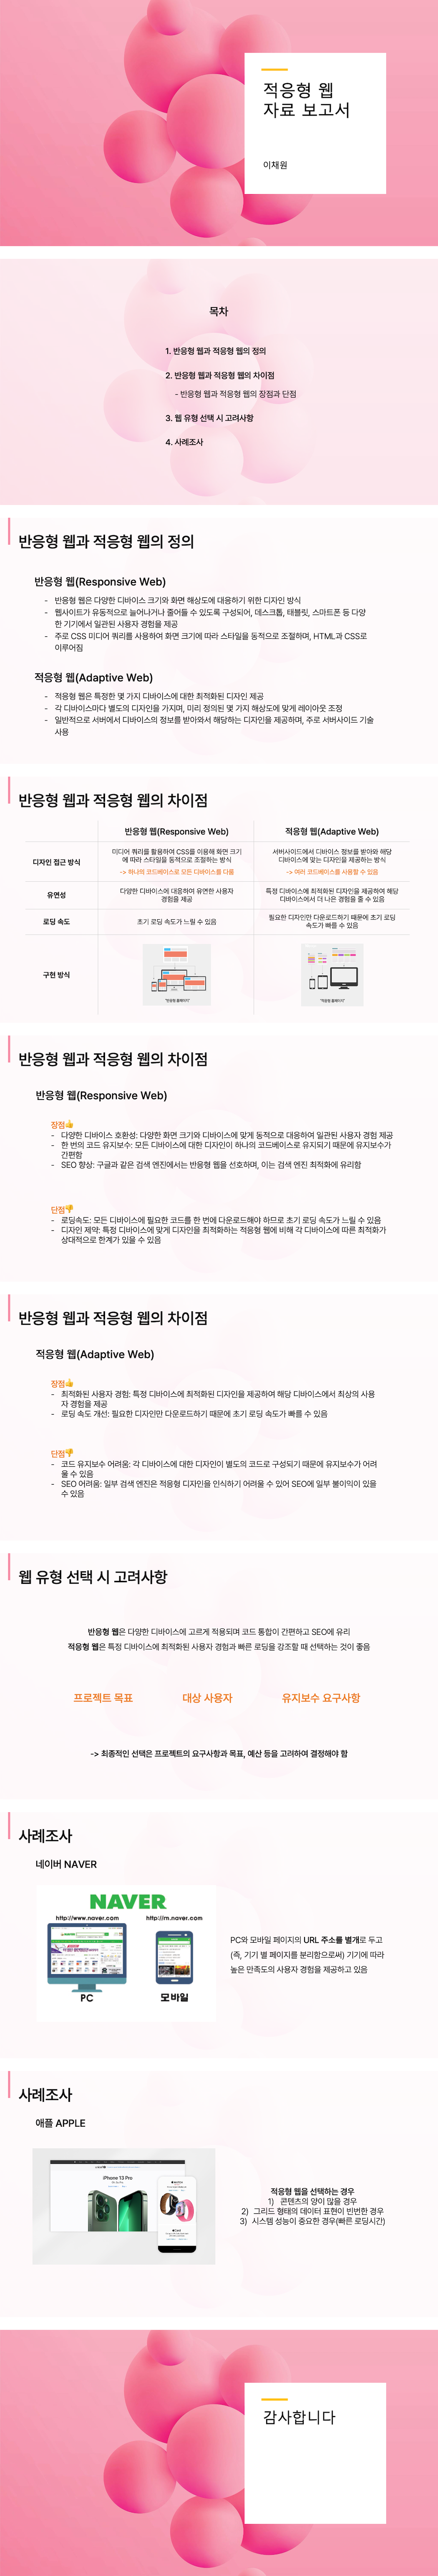 적응형 웹
자료 보고서
이채원
목차
1. 반응형 웹과 적응형 웹의 정의
2. 반응형 웹과 적응형 웹의 차이점
- 반응형 웹과 적응형 웹의 장점과 단점
3. 웹 유형 선택 시 고려사항
4. 사례조사
반응형 웹과 적응형 웹의 정의
반응형 웹(Responsive Web)
- 반응형 웹은 다양한 디바이스 크기와 화면 해상도에 대응하기 위한 디자인 방식
- 웹사이트가 유동적으로 늘어나거나 줄어들 수 있도록 구성되어, 데스크톱, 태블릿, 스마트폰 등 다양
한 기기에서 일관된 사용자 경험을 제공
- 주로 CSS 미디어 쿼리를 사용하여 화면 크기에 따라 스타일을 동적으로 조절하며, HTML과 CSS로
이루어짐
적응형 웹(Adaptive Web)
- 적응형 웹은 특정한 몇 가지 디바이스에 대한 최적화된 디자인 제공
- 각 디바이스마다 별도의 디자인을 가지며, 미리 정의된 몇 가지 해상도에 맞게 레이아웃 조정
- 일반적으로 서버에서 디바이스의 정보를 받아와서 해당하는 디자인을 제공하며, 주로 서버사이드 기술
사용
반응형 웹과 적응형 웹의 차이점
반응형 웹(Responsive Web)
적응형 웹(Adaptive Web)
디자인 접근 방식
미디어 쿼리를 활용하여 CSS를 이용해 화면 크기
에 따라 스타일을 동적으로 조절하는 방식
-> 하나의 코드베이스로 모든 디바이스를 다룸
서버사이드에서 디바이스 정보를 받아와 해당
디바이스에 맞는 디자인을 제공하는 방식
-> 여러 코드베이스를 사용할 수 있음
유연성
다양한 디바이스에 대응하여 유연한 사용자
경험을 제공
특정 디바이스에 최적화된 디자인을 제공하여 해당
디바이스에서 더 나은 경험을 줄 수 있음
로딩 속도
초기 로딩 속도가 느릴 수 있음
필요한 디자인만 다운로드하기 때문에 초기 로딩
속도가 빠를 수 있음
구현 방식
"반응형 홈페이지"
"적응형 홈페이지"
반응형 웹과 적응형 웹의 차이점
반응형 웹(Responsive Web)
장점👍
- 다양한 디바이스 호환성: 다양한 화면 크기와 디바이스에 맞게 동적으로 대응하여 일관된 사용자 경험 제공
- 한 번의 코드 유지보수: 모든 디바이스에 대한 디자인이 하나의 코드베이스로 유지되기 때문에 유지보수가
간편함
- SEO 향상: 구글과 같은 검색 엔진에서는 반응형 웹을 선호하며, 이는 검색 엔진 최적화에 유리함
단점👎
- 로딩속도: 모든 디바이스에 필요한 코드를 한 번에 다운로드해야 하므로 초기 로딩 속도가 느릴 수 있음
- 디자인 제약: 특정 디바이스에 맞게 디자인을 최적화하는 적응형 웹에 비해 각 디바이스에 따른 최적화가
상대적으로 한계가 있을 수 있음
반응형 웹과 적응형 웹의 차이점
적응형 웹(Adaptive Web)
장점👍
- 최적화된 사용자 경험: 특정 디바이스에 최적화된 디자인을 제공하여 해당 디바이스에서 최상의 사용
자 경험을 제공
- 로딩 속도 개선: 필요한 디자인만 다운로드하기 때문에 초기 로딩 속도가 빠를 수 있음
단점👎
- 코드 유지보수 어려움: 각 디바이스에 대한 디자인이 별도의 코드로 구성되기 때문에 유지보수가 어려
울 수 있음
- SEO 어려움: 일부 검색 엔진은 적응형 디자인을 인식하기 어려울 수 있어 SEO에 일부 불이익이 있을
수 있음
웹 유형 선택 시 고려사항
반응형 웹은 다양한 디바이스에 고르게 적용되며 코드 통합이 간편하고 SEO에 유리
적응형 웹은 특정 디바이스에 최적화된 사용자 경험과 빠른 로딩을 강조할 때 선택하는 것이 좋음
프로젝트 목표
대상 사용자
유지보수 요구사항
-> 최종적인 선택은 프로젝트의 요구사항과 목표, 예산 등을 고려하여 결정해야 함
사례조사
네이버 NAVER
NAVER
http://www.naver.com
http://m.naver.com
PC
모바일
PC와 모바일 페이지의 URL 주소를 별개로 두고
(즉, 기기 별 페이지를 분리함으로써) 기기에 따라
높은 만족도의 사용자 경험을 제공하고 있음
사례조사
애플 APPLE
iPhone 13 Pro
적응형 웹을 선택하는 경우
1) 콘텐츠의 양이 많을 경우
2) 그리드 형태의 데이터 표현이 빈번한 경우
3) 시스템 성능이 중요한 경우(빠른 로딩시간)
감사합니다